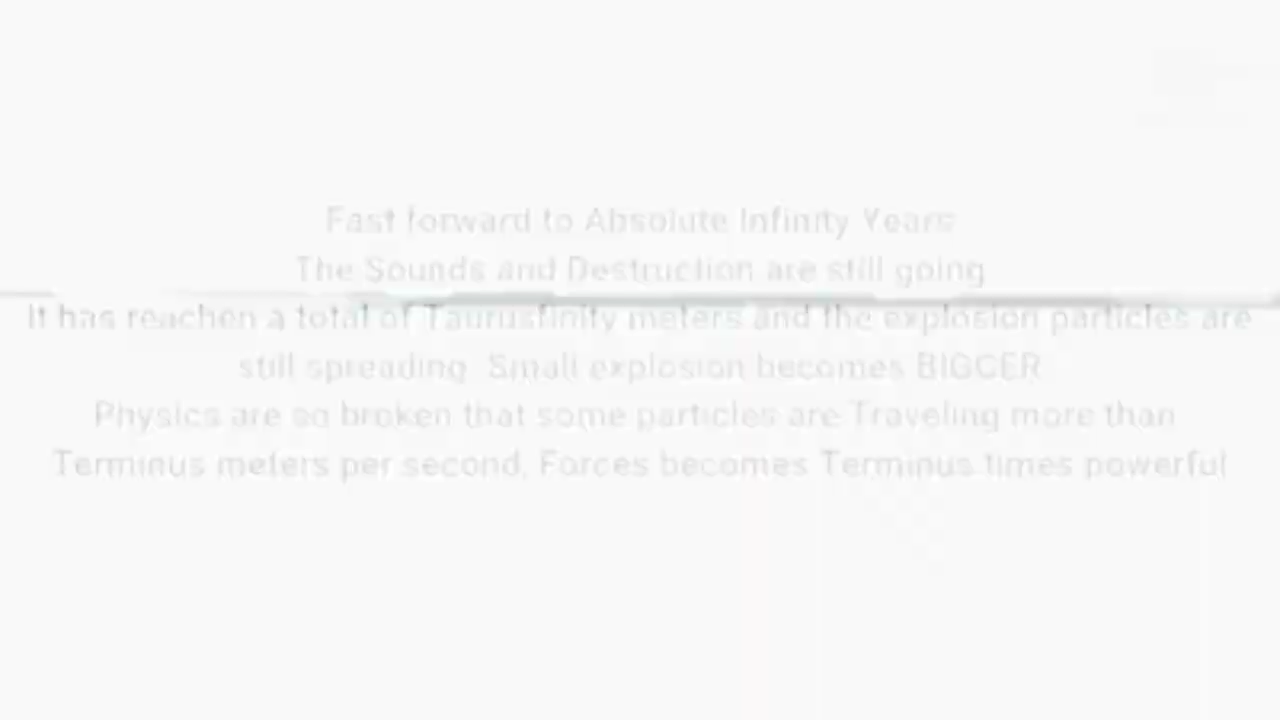 Fast forward to Absolute Infinity Years
The Sounds and Destruction are still going
It has reachen a total of Taurusfinity meters and the explosion particles are
still spreading. Small explosion becomes BIGGER
Physics are so broken that some particles are Traveling more than
Terminus meters per second, Forces becomes Terminus times powerful